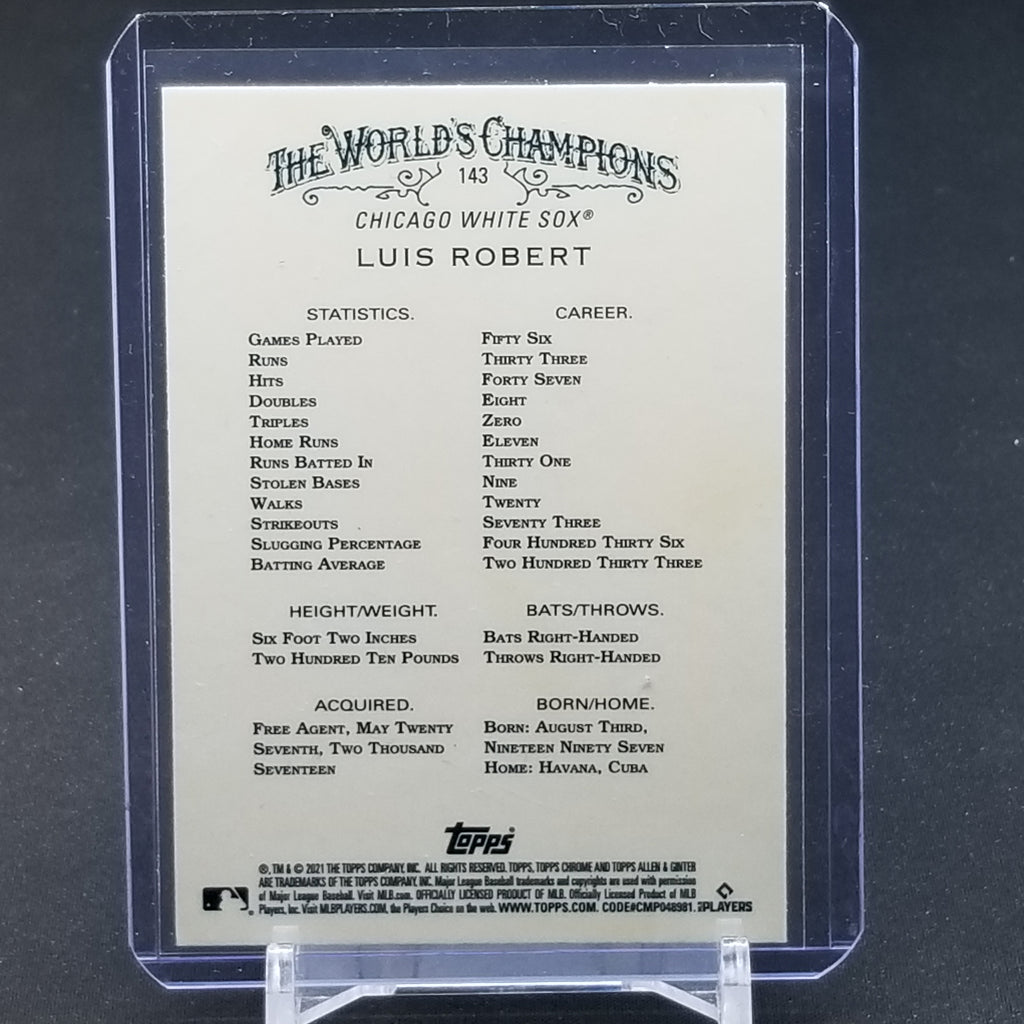 THE WORLD'S CHAMPIONS
143
CHICAGO WHITE SOX®
LUIS ROBERT
STATISTICS. CAREER.
GAMES PLAYED FIFTY SIX
RUNS THIRTY THREE
HITS FORTY SEVEN
DOUBLES EIGHT
TRIPLES ZERO
HOME RUNS ELEVEN
RUNS BATTED IN THIRTY ONE
STOLEN BASES NINE
WALKS TWENTY
STRIKEOUTS SEVENTY THREE
SLUGGING PERCENTAGE FOUR HUNDRED THIRTY SIX
BATTING AVERAGE TWO HUNDRED THIRTY THREE
HEIGHT/WEIGHT. BATS/THROWS.
SIX FOOT TWO INCHES BATS RIGHT-HANDED
TWO HUNDRED TEN POUNDS THROWS RIGHT-HANDED
ACQUIRED. BORN/HOME.
FREE AGENT, MAY TWENTY BORN: AUGUST THIRD,
SEVENTH, TWO THOUSAND NINETEEN NINETY SEVEN
SEVENTEEN HOME: HAVANA, CUBA
topps
®, TM & © 2021 THE TOPPS COMPANY, INC. ALL RIGHTS RESERVED. TOPPS, TOPPS CHROME AND TOPPS ALLEN & GINTER
ARE TRADEMARKS OF THE TOPPS COMPANY, INC. Major League Baseball trademarks and copyrights are used with permission
of Major League Baseball. Visit MLB.com. OFFICIALLY LICENSED PRODUCT OF MLB. Officially Licensed Product of MLB
Players, Inc. Visit MLBPLAYERS.COM, the Players Choice on the web. WWW.TOPPS.COM. CODE#CMP048981. PLAYERS